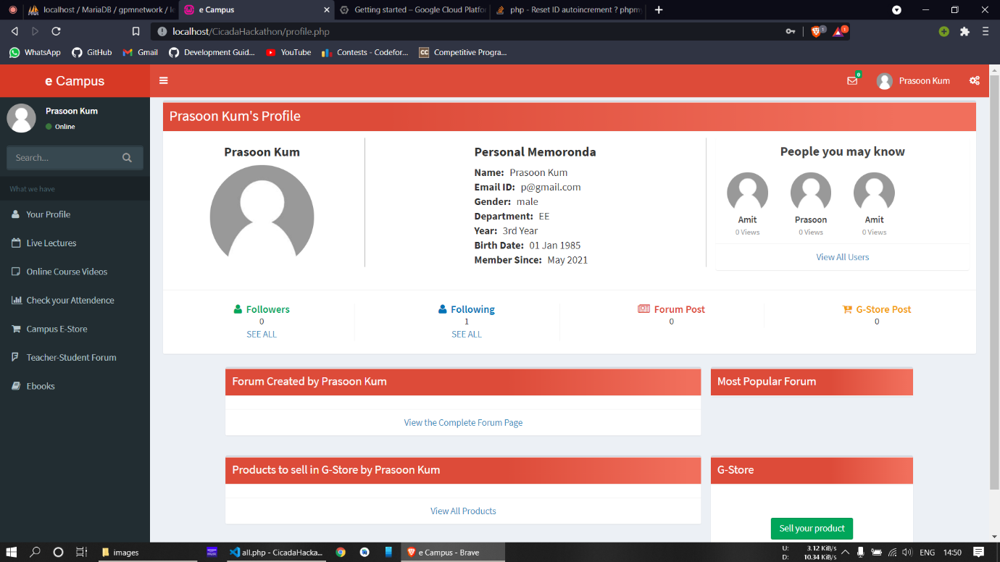 localhost / MariaDB / gpmnetwork / le
e Campus
Getting started – Google Cloud Platfor
php - Reset ID autoincrement ? phpmy
localhost/CicadaHackathon/profile.php
1
1
WhatsApp
GitHub
Gmail
Development Guid...
YouTube
Contests - Codefor...
CC
Competitive Progra...
e Campus
0
Prasoon Kum
Prasoon Kum
Online
Search...
What we have
Your Profile
Live Lectures
Online Course Videos
Check your Attendence
Campus E-Store
Teacher-Student Forum
Ebooks
Prasoon Kum's Profile
Prasoon Kum
Personal Memoronda
Name: Prasoon Kum
Email ID: p@gmail.com
Gender: male
Department: EE
Year: 3rd Year
Birth Date: 01 Jan 1985
Member Since: May 2021
People you may know
Amit
0 Views
Prasoon
0 Views
Amit
0 Views
View All Users
Followers
0
SEE ALL
Following
1
SEE ALL
Forum Post
0
G-Store Post
0
Forum Created by Prasoon Kum
View the Complete Forum Page
Most Popular Forum
Products to sell in G-Store by Prasoon Kum
View All Products
G-Store
Sell your product
images
all.php - CicadaHacka...
e Campus - Brave
U: 3.12 KiB/s
D: 10.34 KiB/s
ENG
14:50